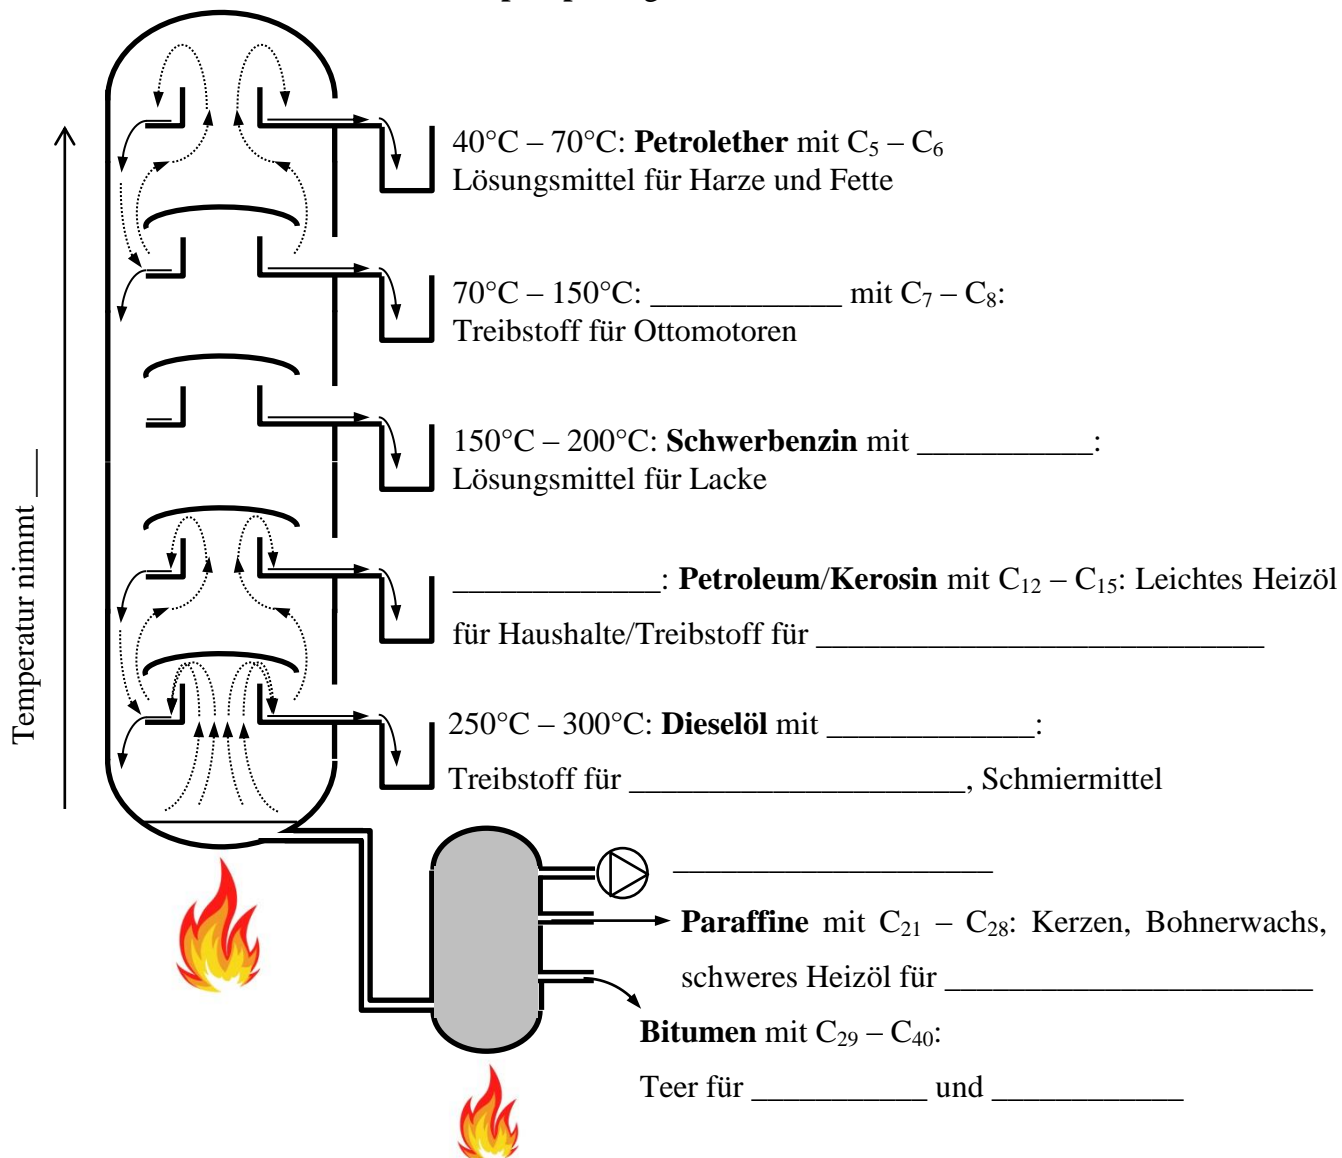 40°C – 70°C: Petrolether mit C₅ – C₆
Lösungsmittel für Harze und Fette
70°C – 150°C: ____________ mit C₇ – C₈:
Treibstoff für Ottomotoren
150°C – 200°C: Schwerbenzin mit ___________:
Lösungsmittel für Lacke
Temperatur nimmt ___
_____________: Petroleum/Kerosin mit C₁₂ – C₁₅: Leichtes Heizöl
für Haushalte/Treibstoff für ____________________________
250°C – 300°C: Dieselöl mit _____________:
Treibstoff für _____________________, Schmiermittel
____________________
Paraffine mit C₂₁ – C₂₈: Kerzen, Bohnerwachs,
schweres Heizöl für _______________________
Bitumen mit C₂₉ – C₄₀:
Teer für ___________ und ____________